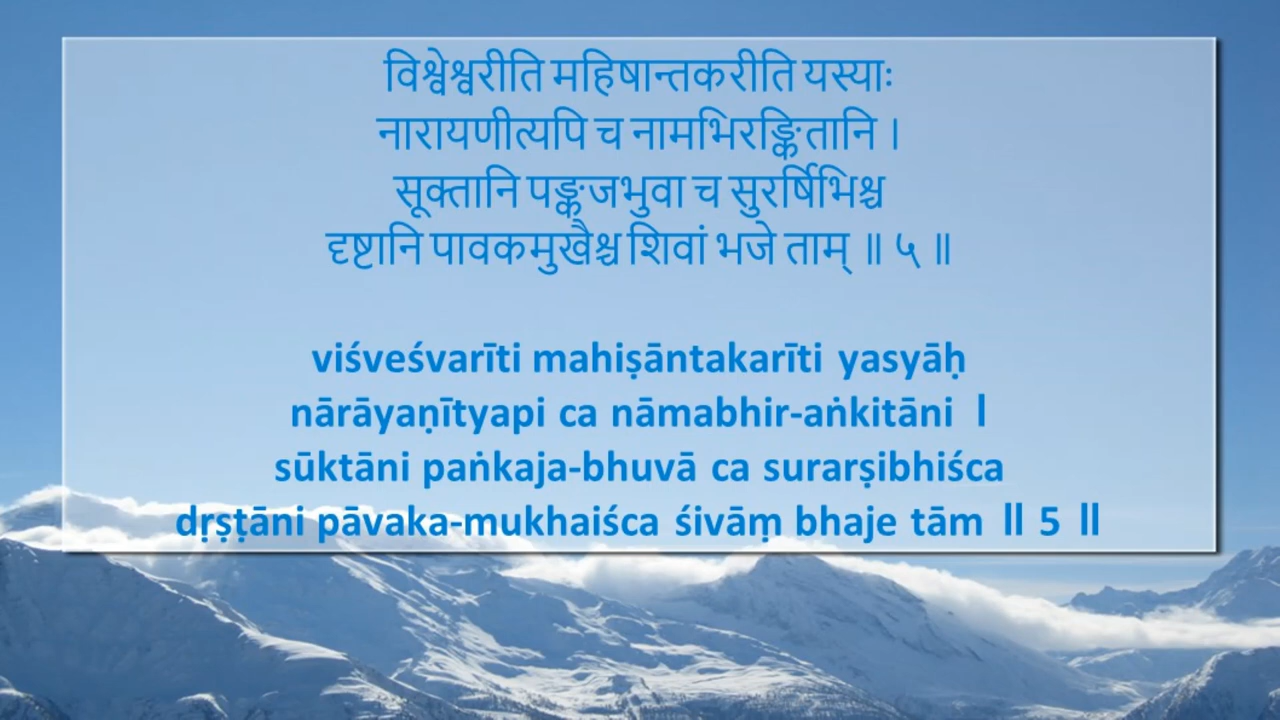 विश्वेश्वरीति महिषान्तकरीति यस्याः
नारायणीत्यपि च नामभिरङ्कितानि ।
सूक्तानि पङ्कजभुवा च सुरर्षिभिश्च
दृष्टानि पावकमुखैश्च शिवां भजे ताम् ॥ ५ ॥
viśveśvarīti mahiṣāntakarīti yasyāḥ
nārāyaṇītyapi ca nāmabhir-aṅkitāni ।
sūktāni paṅkaja-bhuvā ca surarṣibhiśca
dṛṣṭāni pāvaka-mukhaiśca śivāṃ bhaje tām ॥ 5 ॥